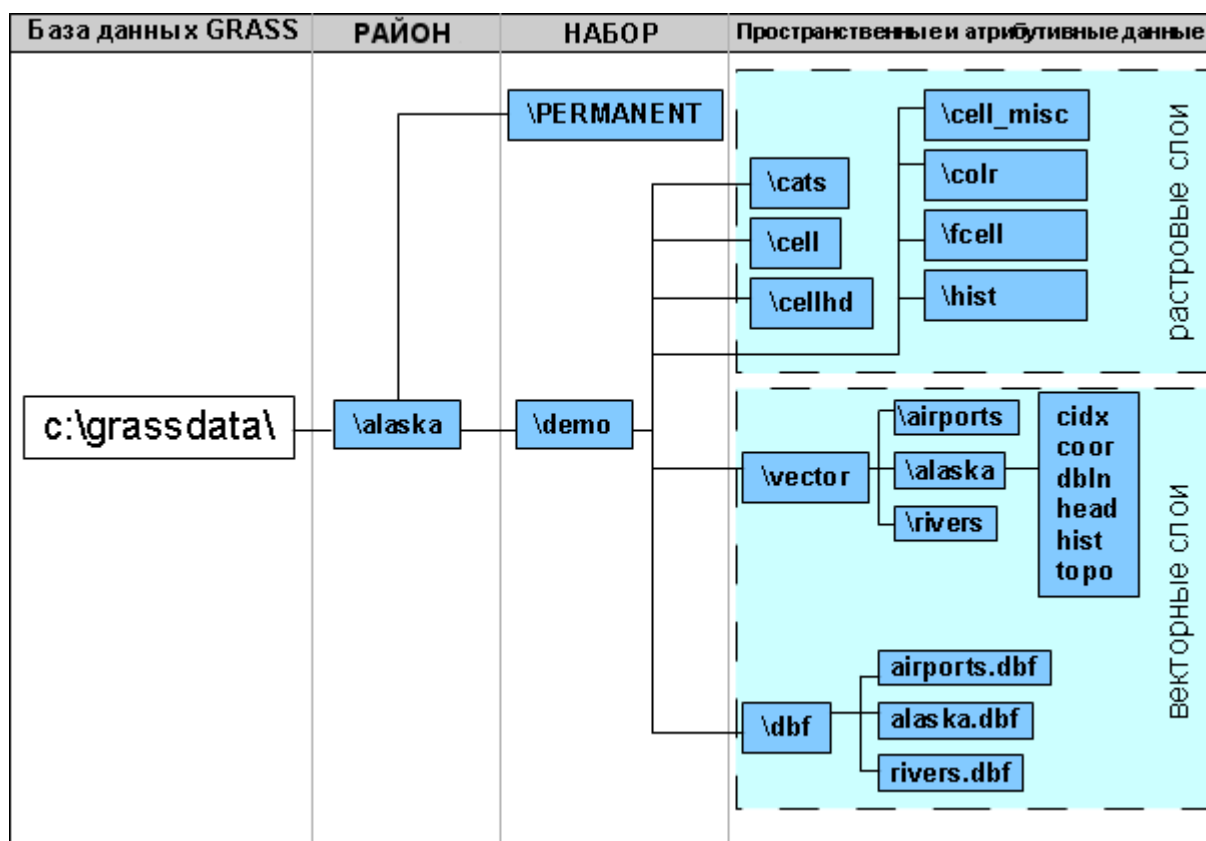 База данных GRASS
РАЙОН
НАБОР
Пространственные и атрибутивные данные
c:\grassdata\
\alaska
\PERMANENT
\demo
\cats
\cell
\cellhd
\cell_misc
\colr
\fcell
\hist
растровые слои
\vector
\airports
\alaska
\rivers
cidx
coor
dbln
head
hist
topo
\dbf
airports.dbf
alaska.dbf
rivers.dbf
векторные слои